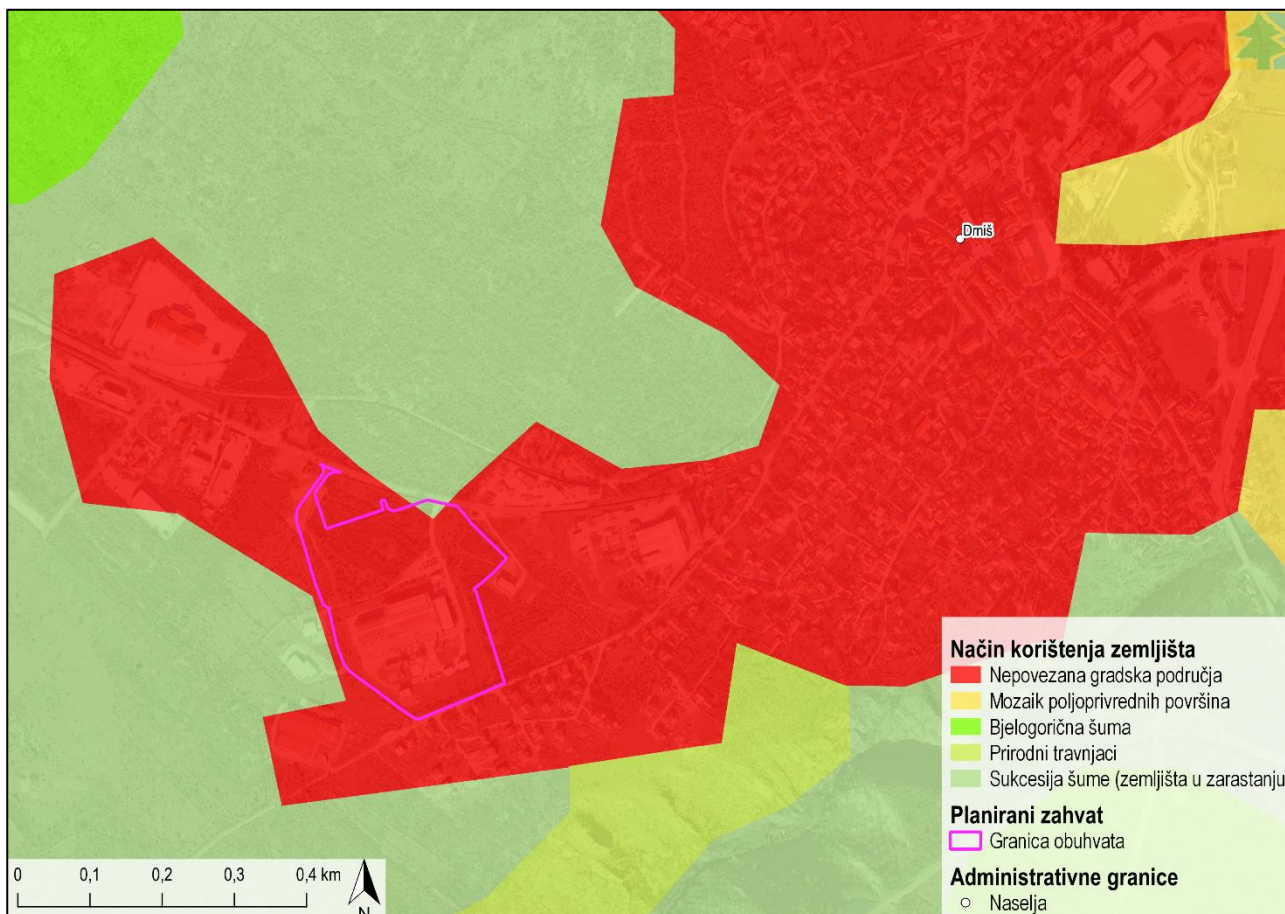 Drniš
Način korištenja zemljišta
Nepovezana gradska područja
Mozaik poljoprivrednih površina
Bjelogorična šuma
Prirodni travnjaci
Sukcesija šume (zemljišta u zarastanju
Planirani zahvat
Granica obuhvata
Administrativne granice
Naselja
0 0,1 0,2 0,3 0,4 km
N